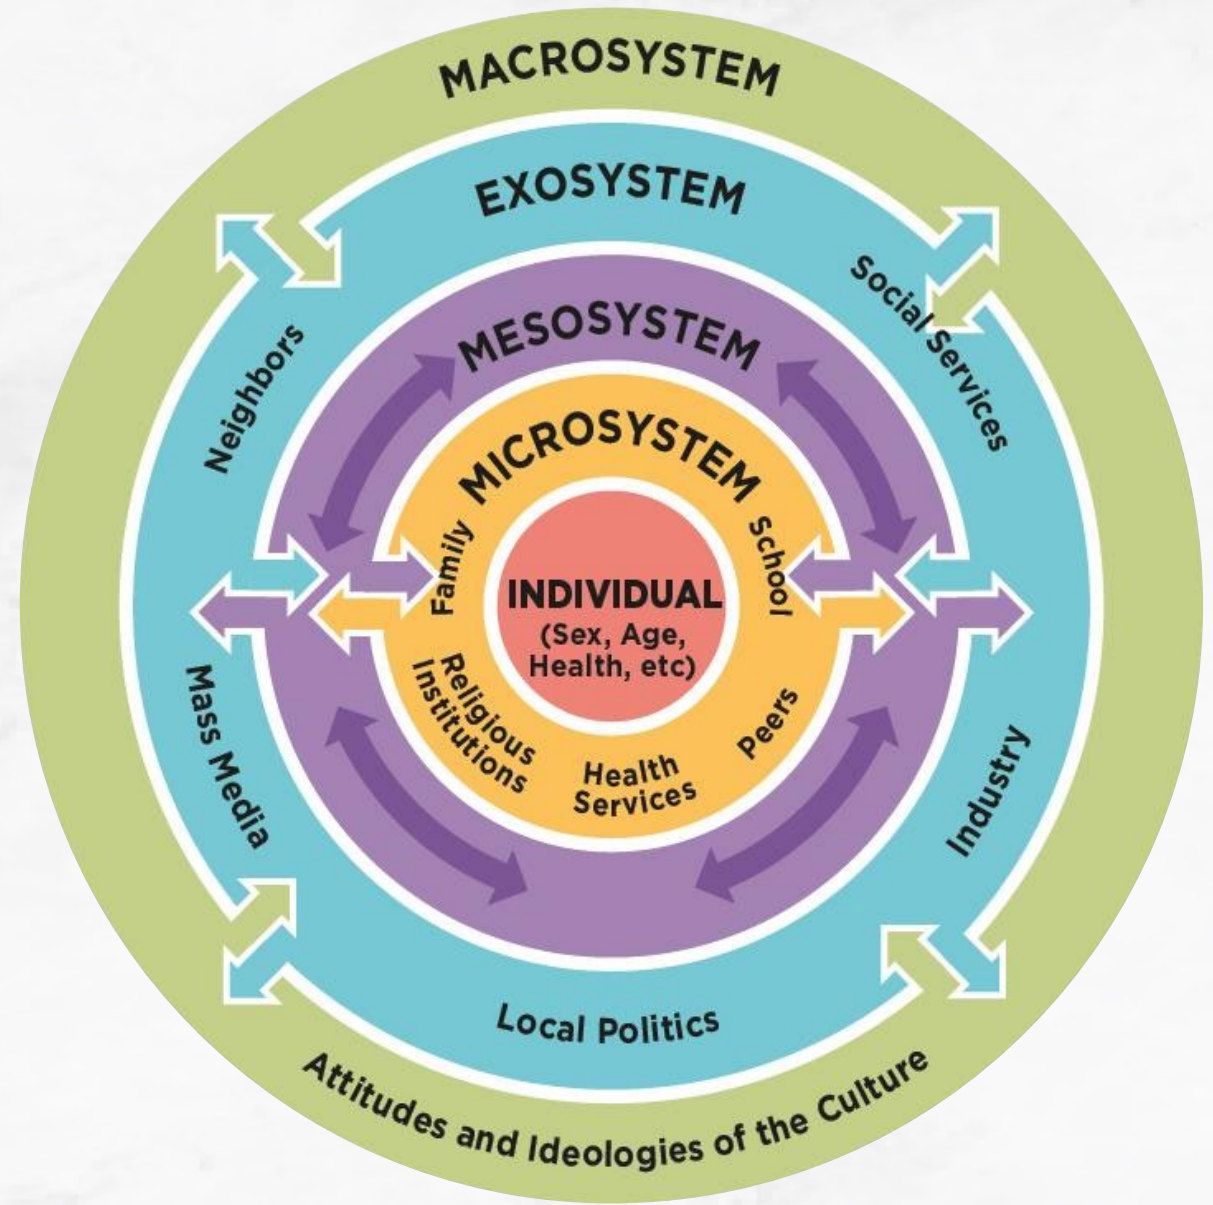 MACROSYSTEM
EXOSYSTEM
Social Services
Neighbors
MESOSYSTEM
MICROSYSTEM
Family
School
INDIVIDUAL
(Sex, Age,
Health, etc)
Religious
Institutions
Health
Services
Peers
Mass Media
Industry
Local Politics
Attitudes and Ideologies of the Culture